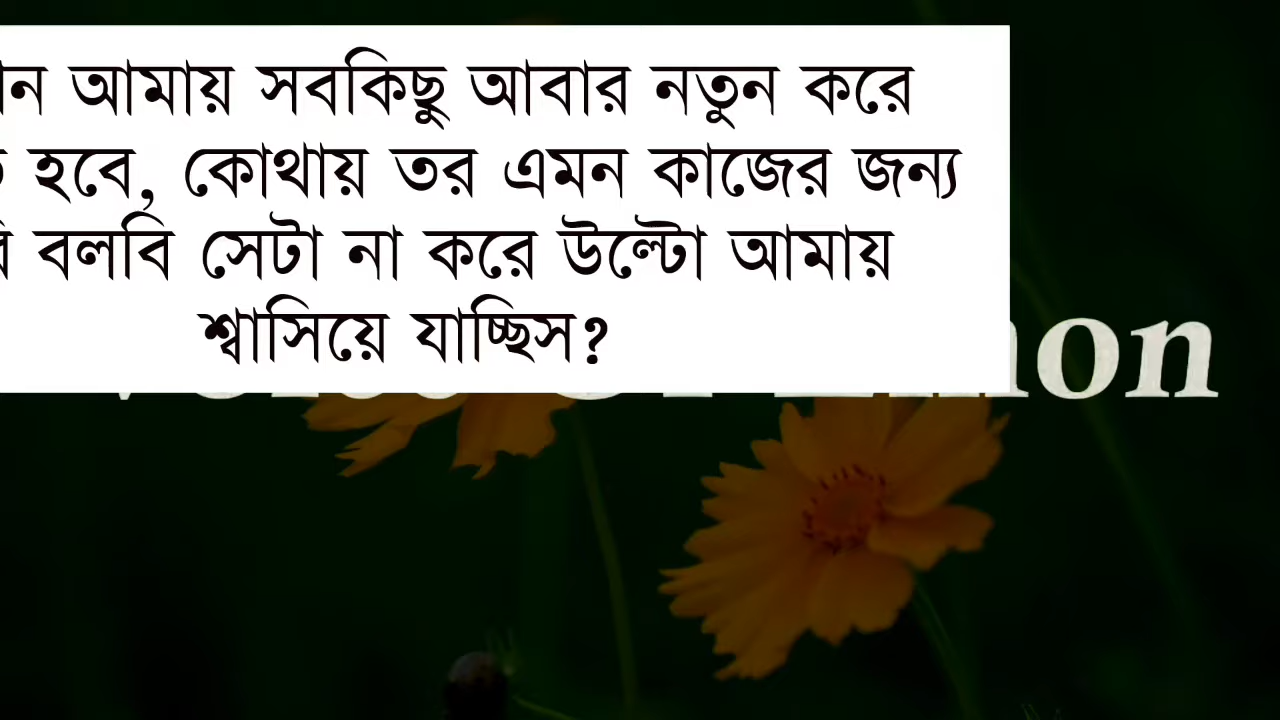 আমায় সবকিছু আবার নতুন করে
হবে, কোথায় তর এমন কাজের জন্য
বলবি সেটা না করে উল্টো আমায়
শ্বাসিয়ে যাচ্ছিস?